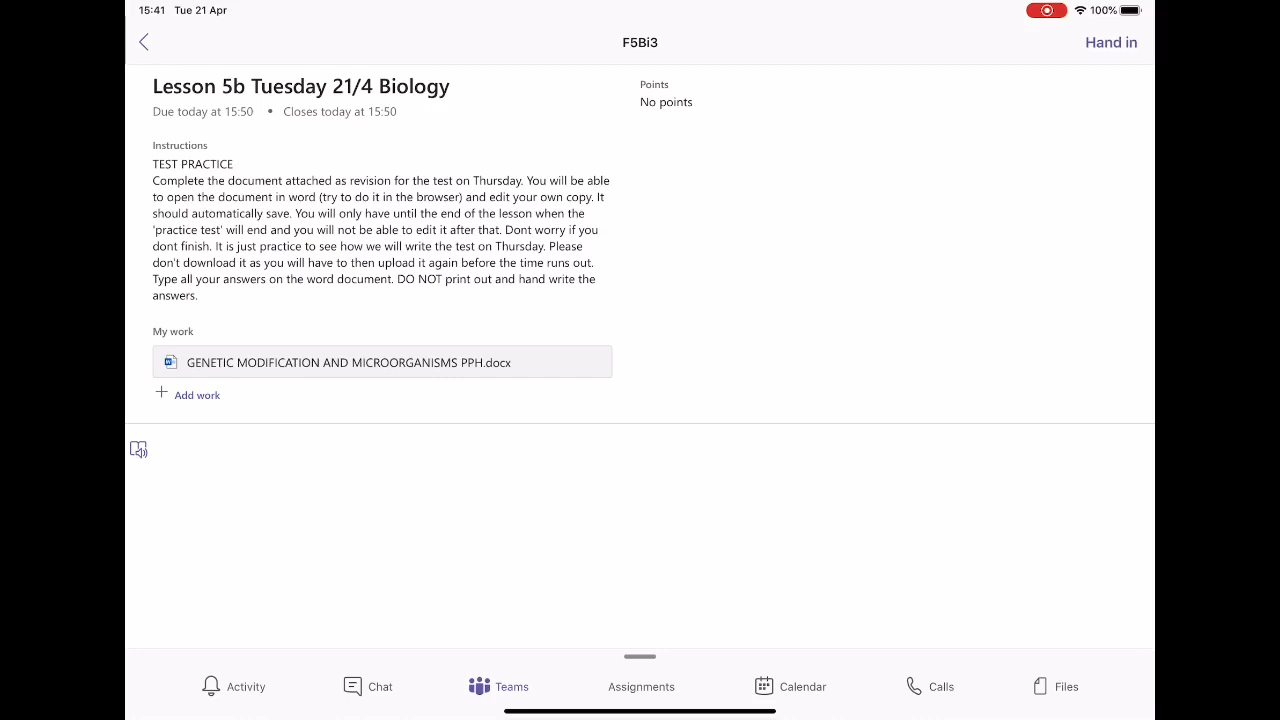 15:41 Tue 21 Apr
100%
F5Bi3
Hand in
Lesson 5b Tuesday 21/4 Biology
Due today at 15:50 • Closes today at 15:50
Points
No points
Instructions
TEST PRACTICE
Complete the document attached as revision for the test on Thursday. You will be able
to open the document in word (try to do it in the browser) and edit your own copy. It
should automatically save. You will only have until the end of the lesson when the
'practice test' will end and you will not be able to edit it after that. Dont worry if you
dont finish. It is just practice to see how we will write the test on Thursday. Please
don't download it as you will have to then upload it again before the time runs out.
Type all your answers on the word document. DO NOT print out and hand write the
answers.
My work
GENETIC MODIFICATION AND MICROORGANISMS PPH.docx
Add work
Activity
Chat
Teams
Assignments
Calendar
Calls
Files